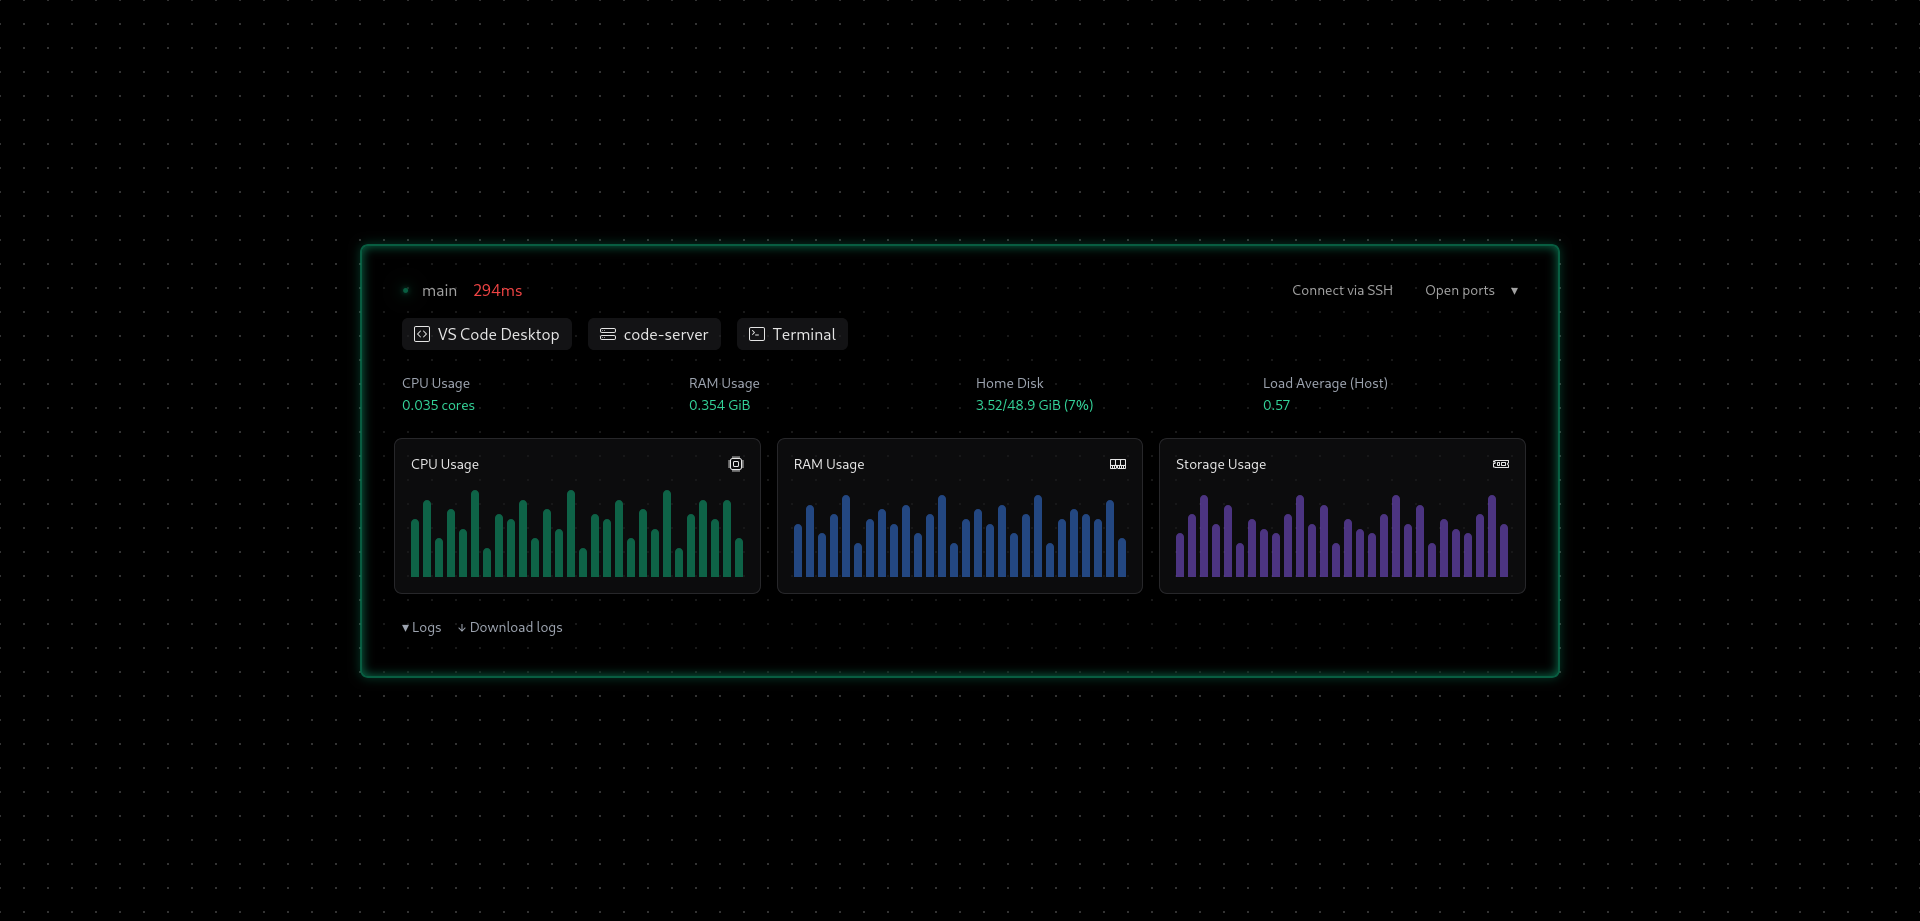 main 294ms Connect via SSH Open ports ▾
VS Code Desktop code-server Terminal
CPU Usage RAM Usage Home Disk Load Average (Host)
0.035 cores 0.354 GiB 3.52/48.9 GiB (7%) 0.57
CPU Usage RAM Usage Storage Usage
▾ Logs ↓ Download logs